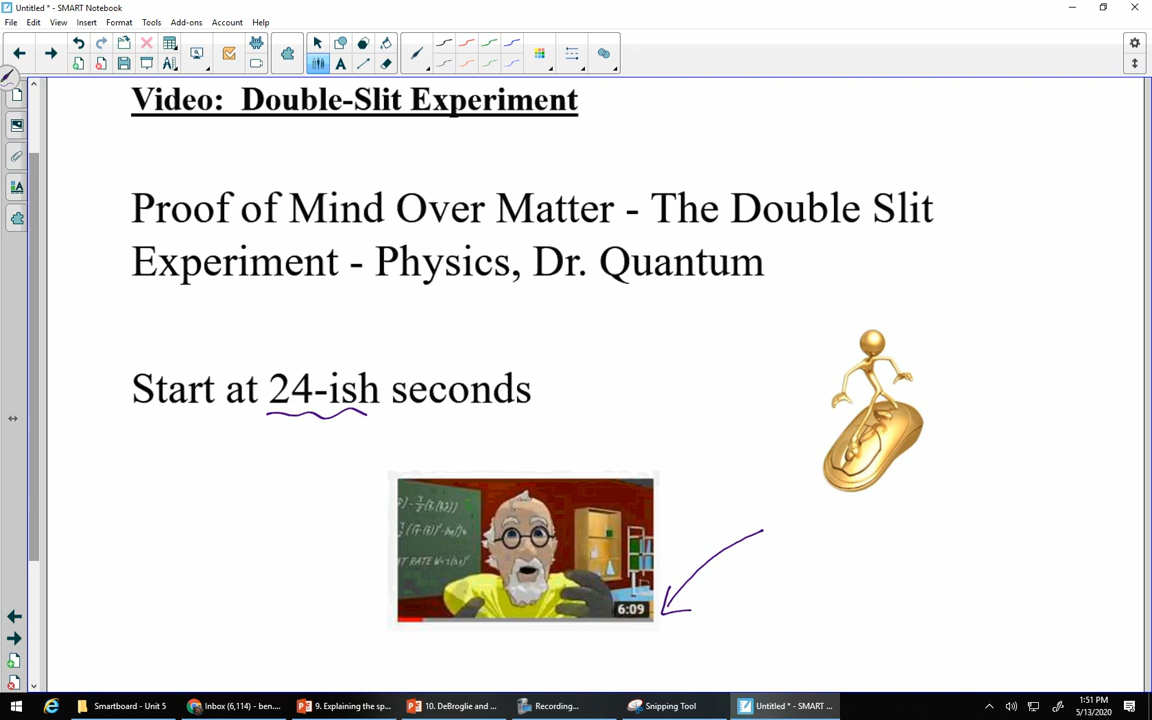 Untitled * - SMART Notebook
File Edit View Insert Format Tools Add-ons Account Help
Video: Double-Slit Experiment
Proof of Mind Over Matter - The Double Slit
Experiment - Physics, Dr. Quantum
Start at 24-ish seconds
6:09
Smartboard - Unit 5
Inbox (6,114) - ben....
9. Explaining the sp...
10. DeBroglie and ...
Recording...
Snipping Tool
Untitled * - SMART ...
1:51 PM
5/13/2020